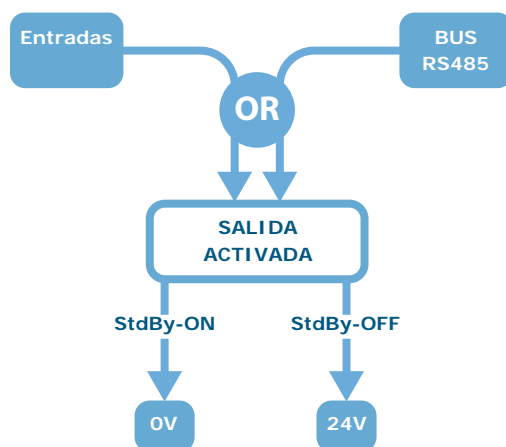 Entradas
BUS
RS485
OR
SALIDA
ACTIVADA
StdBy-ON
StdBy-OFF
0V
24V